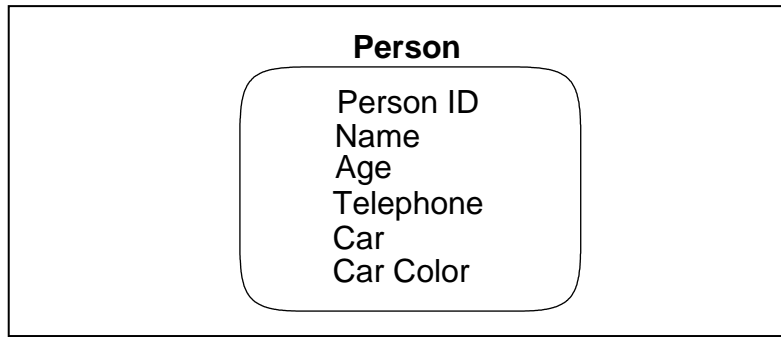 Person
Person ID
Name
Age
Telephone
Car
Car Color